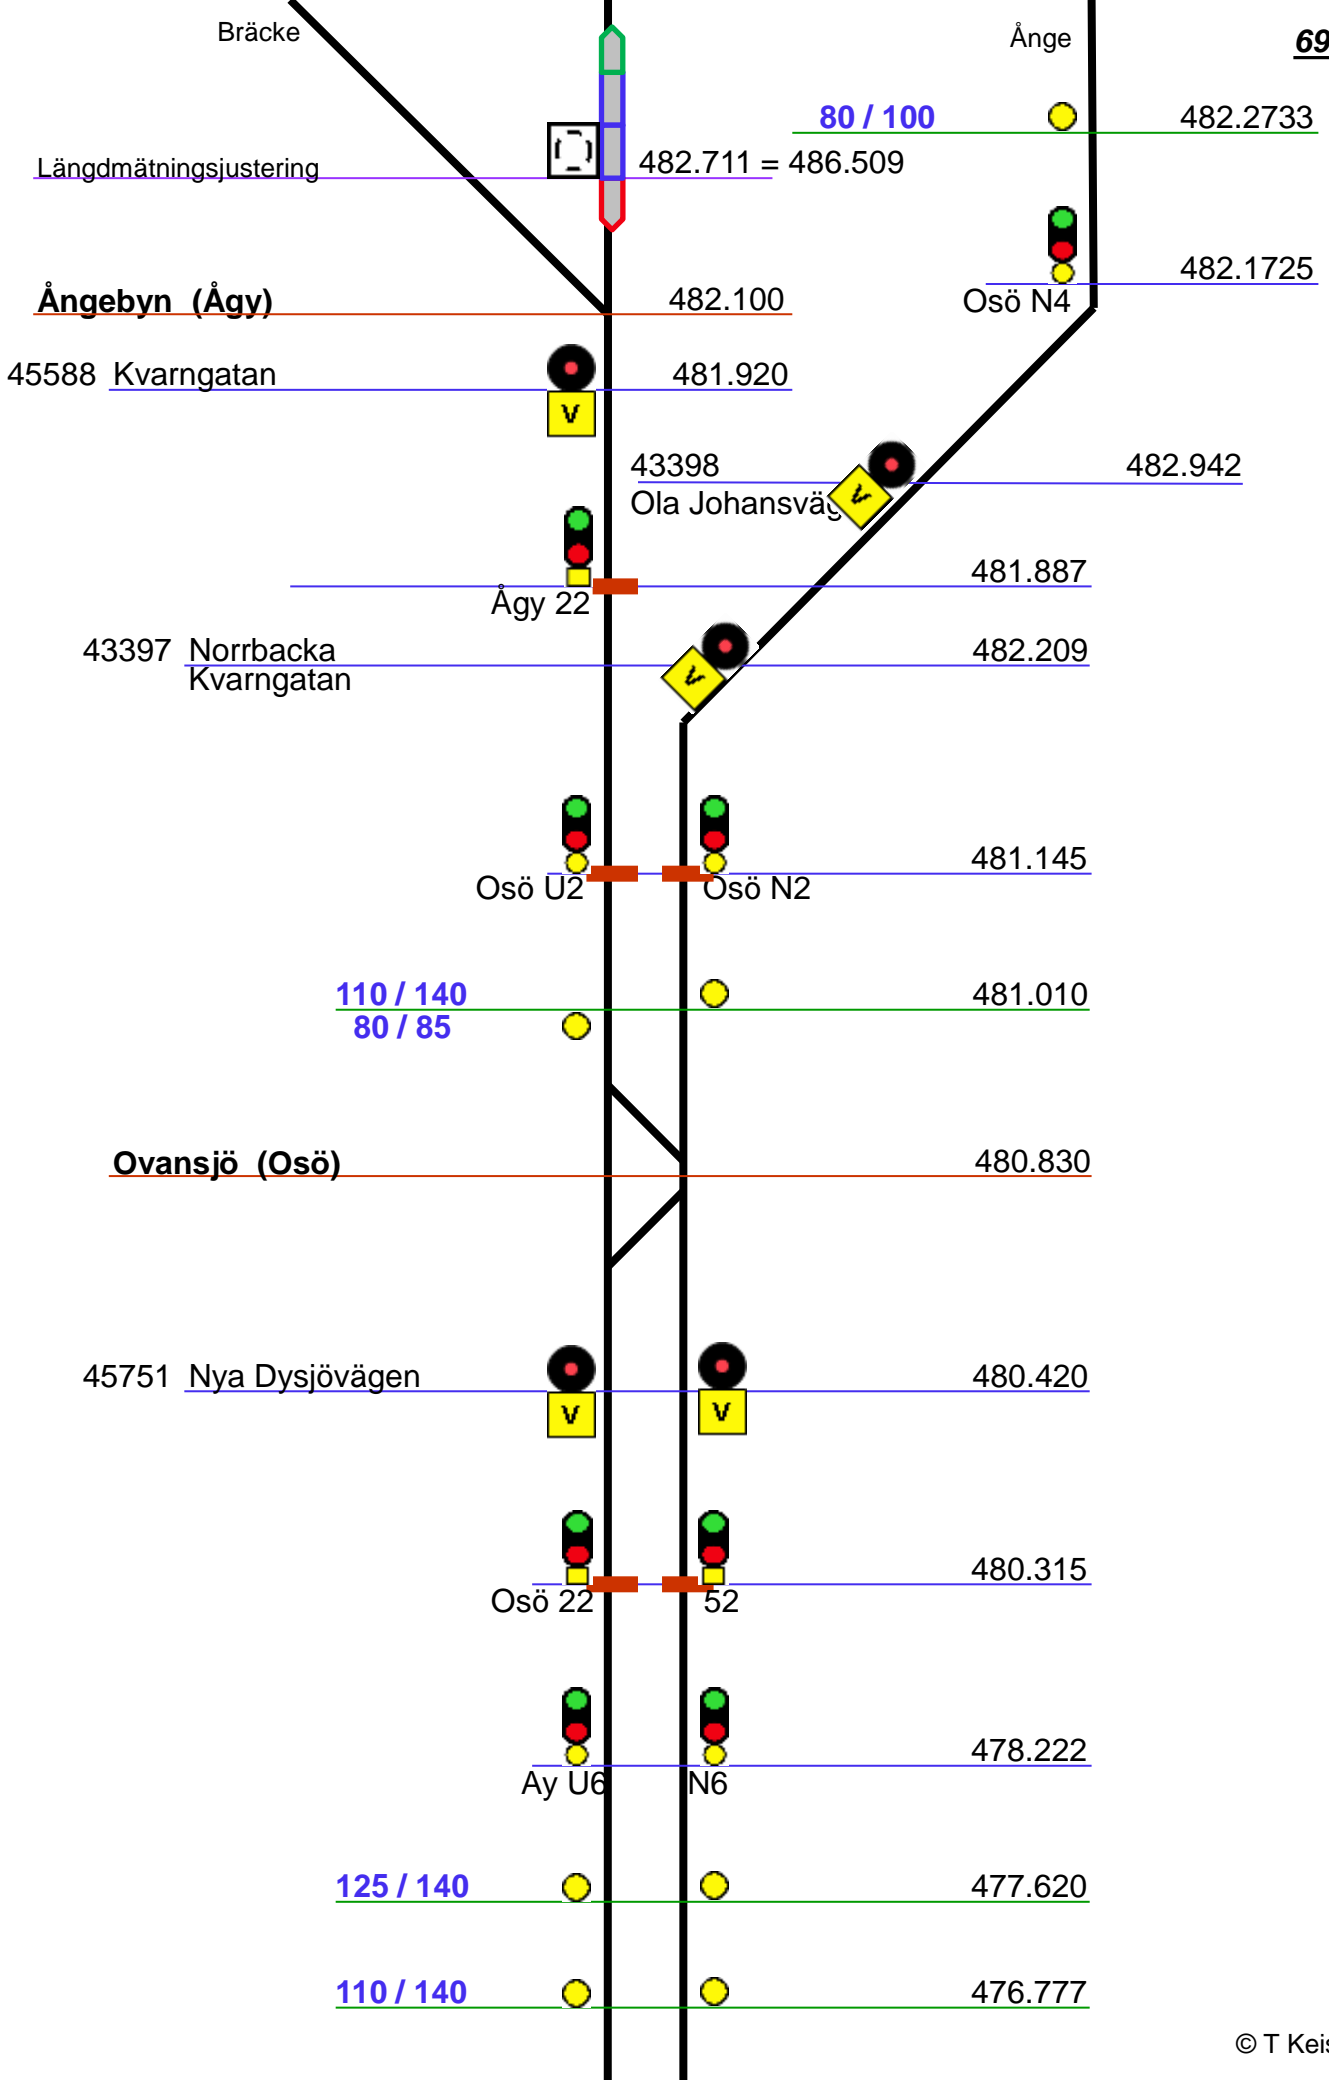 Bräcke
Ånge
69
80 / 100 482.2733
Längdmätningsjustering 482.711 = 486.509
482.1725
Osö N4
Ångebyn (Ågy) 482.100
45588 Kvarngatan 481.920
V
43398 482.942
Ola Johansväg
V
481.887
Ågy 22
43397 Norrbacka 482.209
Kvarngatan
V
481.145
Osö U2 Osö N2
110 / 140 481.010
80 / 85
Ovansjö (Osö) 480.830
45751 Nya Dysjövägen 480.420
V V
480.315
Osö 22 52
478.222
Ay U6 N6
125 / 140 477.620
110 / 140 476.777
© T Keis